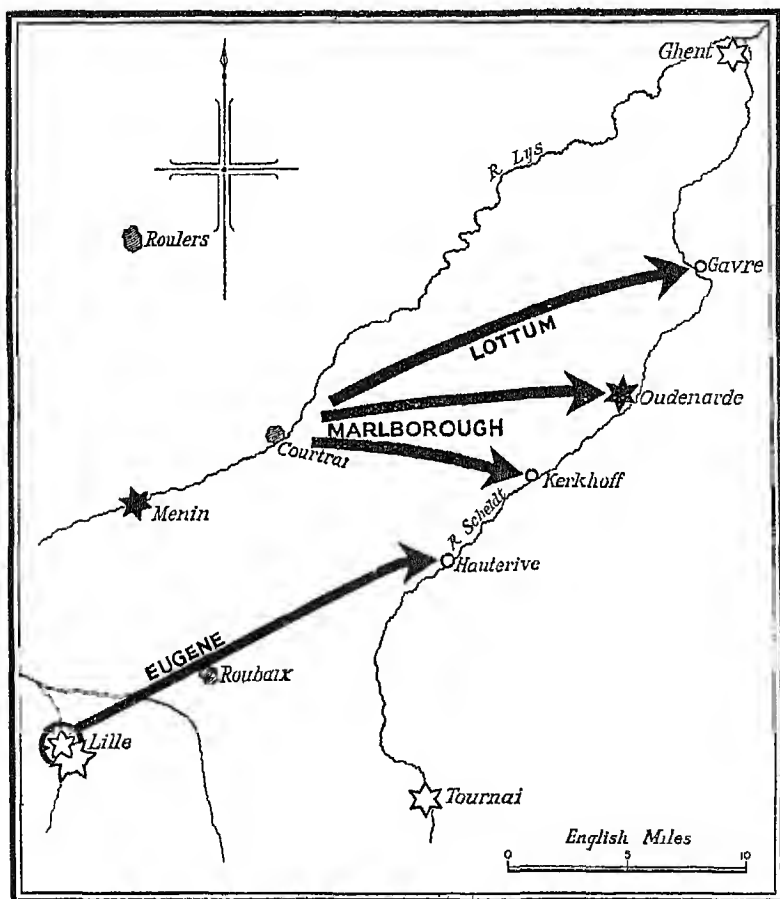 Ghent
R. Lys
Roulers
Gavre
LOTTUM
Oudenarde
MARLBOROUGH
Courtrai
Kerkhoff
Menin
R Scheldt
Hauterive
EUGENE
Roubaix
Lille
Tournai
English Miles
0 5 10